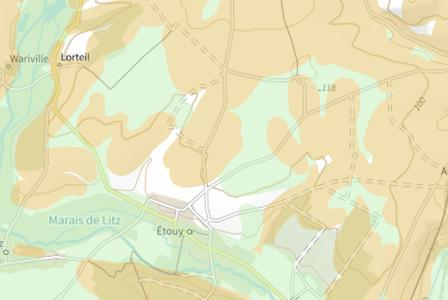 Lorteil
Wariville
.118
100
A
Marais de Litz
Étouy
z